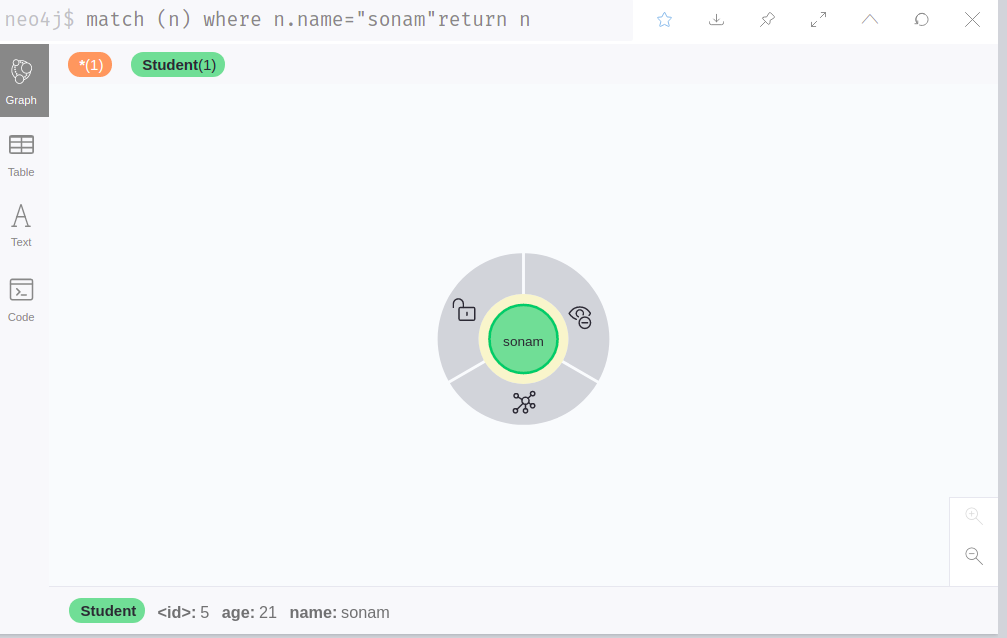 neo4j$ match (n) where n.name="sonam"return n
*(1) Student(1)
Graph
Table
Text
Code
sonam
Student <id>: 5 age: 21 name: sonam